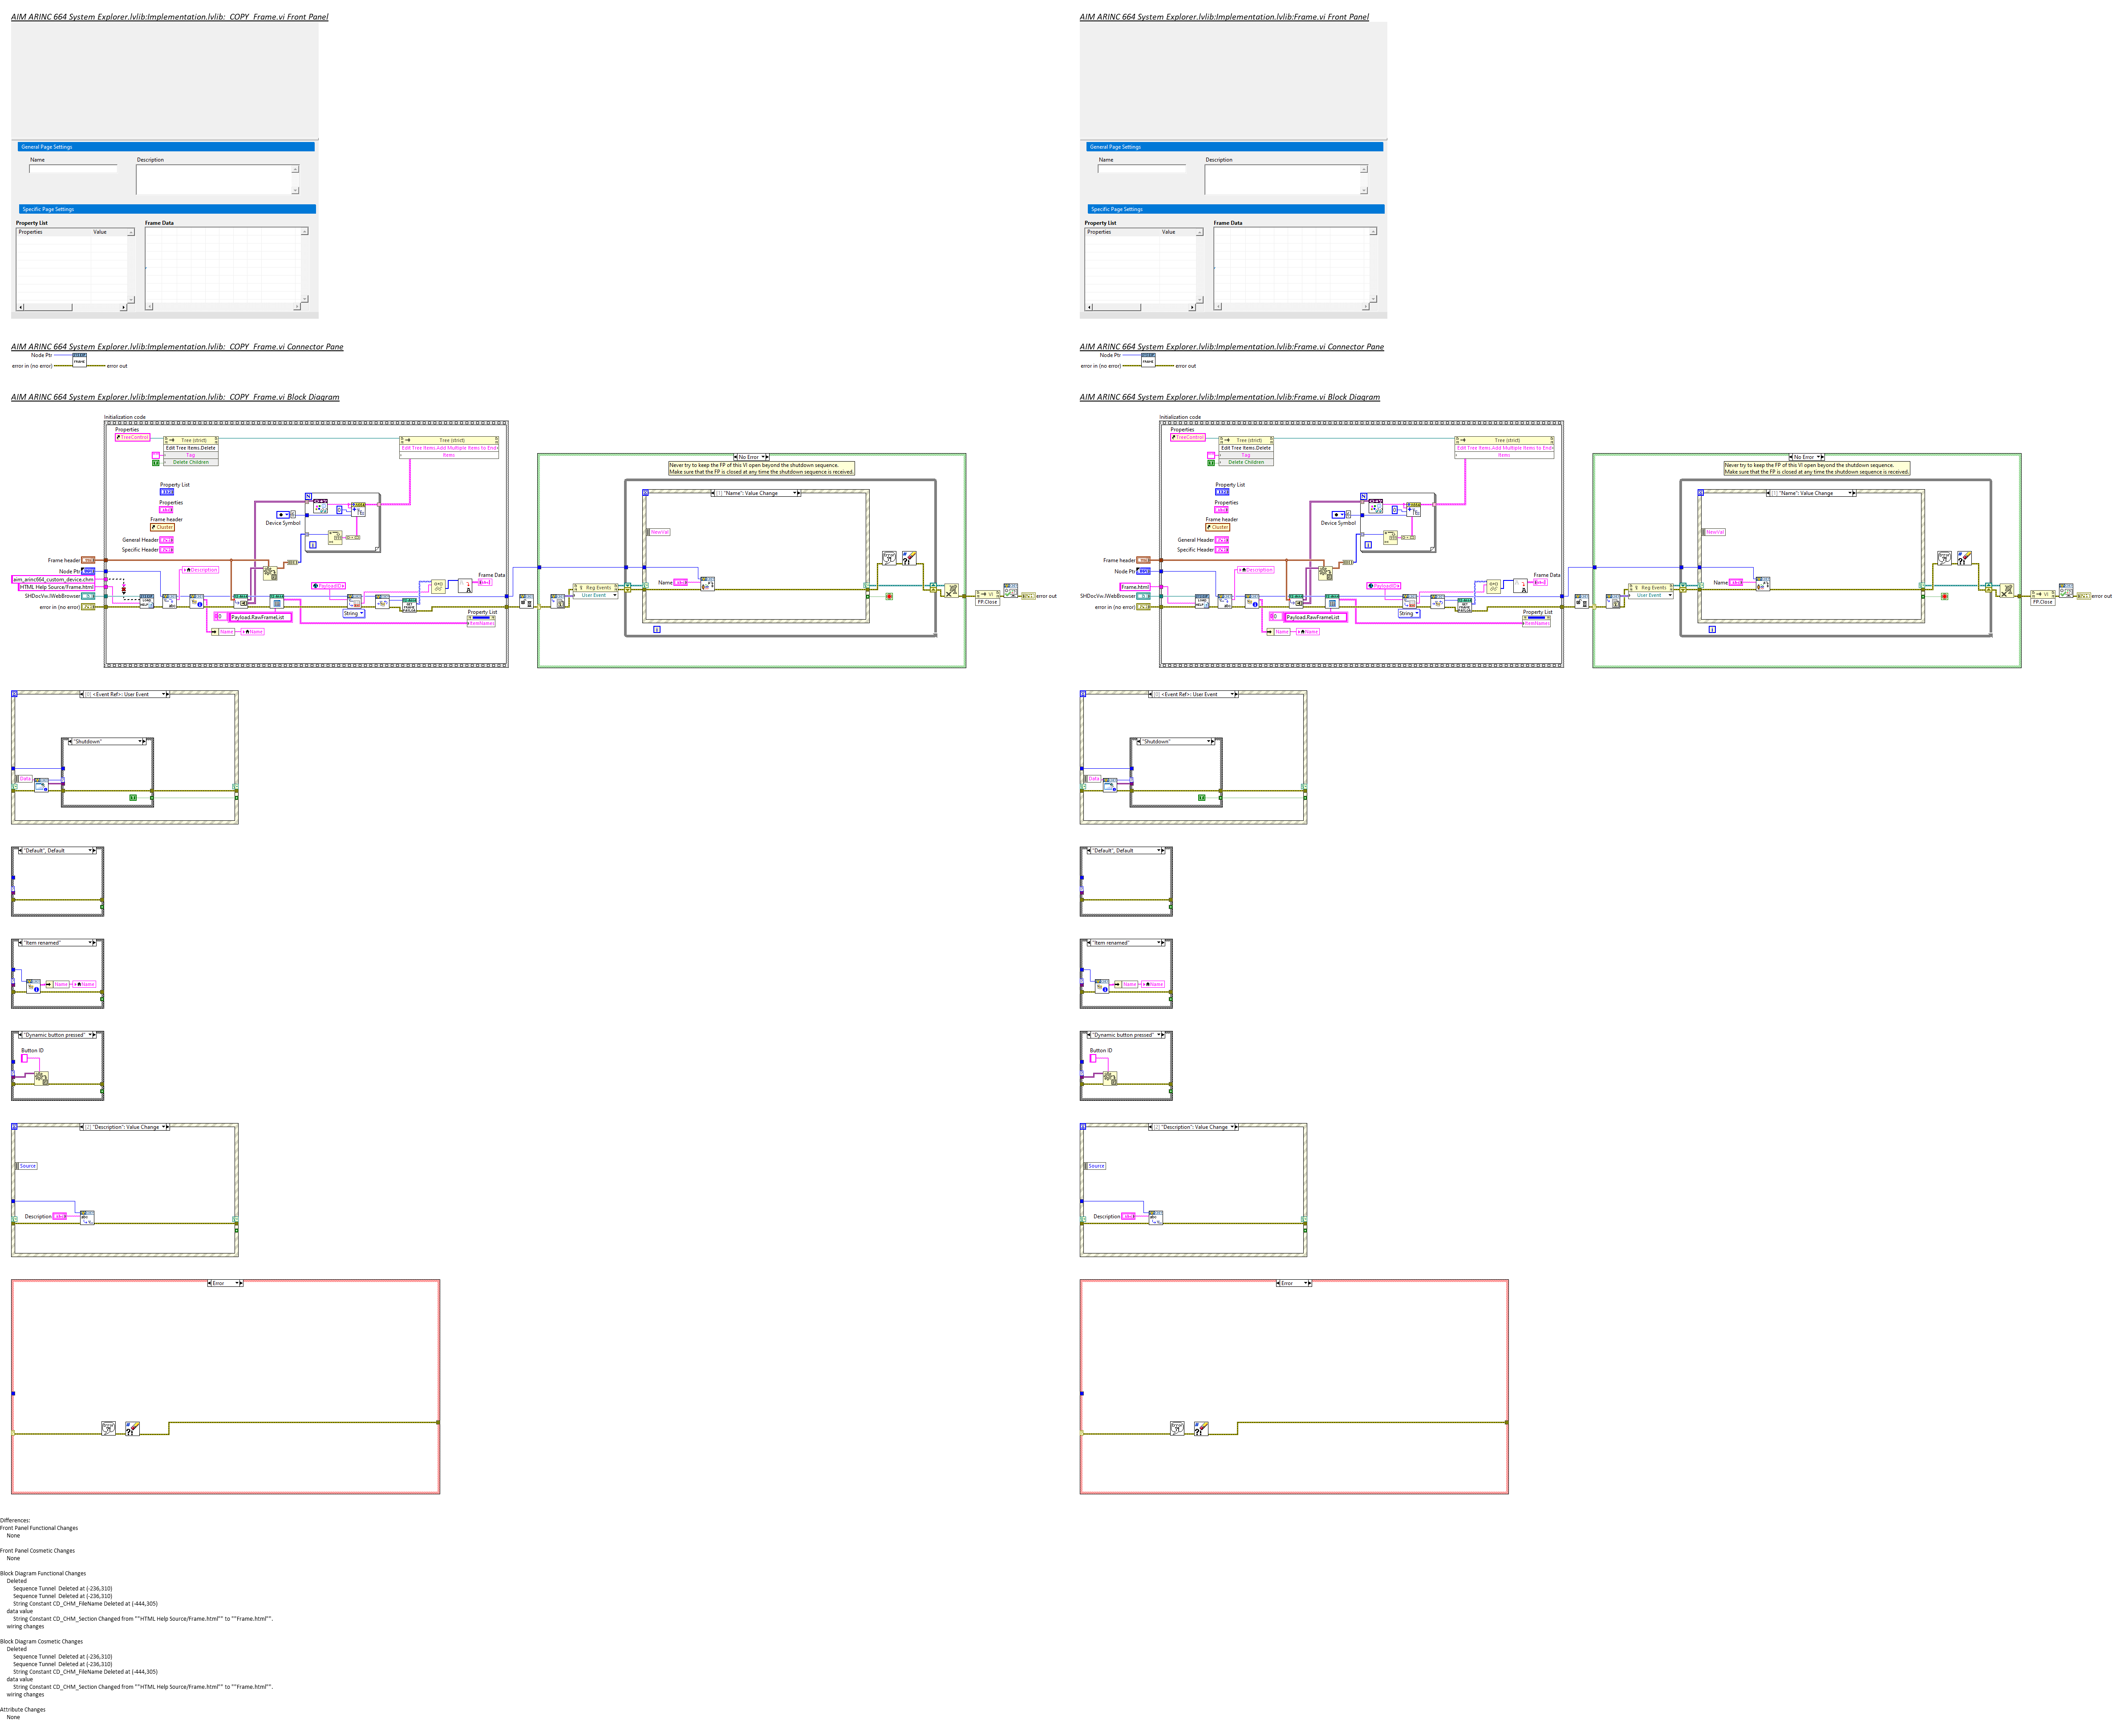 AIM ARINC 664 System Explorer.lvlib:Implementation.lvlib:_COPY_Frame.vi Front Panel
General Page Settings
Name
Description
Specific Page Settings
Property List
Frame Data
Properties
Value
AIM ARINC 664 System Explorer.lvlib:Implementation.lvlib:_COPY_Frame.vi Connector Pane
Node Ptr
error in (no error)
error out
AIM ARINC 664 System Explorer.lvlib:Implementation.lvlib:_COPY_Frame.vi Block Diagram
Initialization code
Properties
TreeControl
Tree (strict)
Edit Tree Items.Delete
Tag
Delete Children
Tree (strict)
Edit Tree Items.Add Multiple Items to End
Items
Property List
Properties
Frame header
Cluster
General Header
Specific Header
Device Symbol
Frame header
Node Ptr
aim_arinc664_custom_device.chm
HTML Help Source/Frame.html
SHDocVw.IWebBrowser
error in (no error)
Description
Payload.RawFrameList
Name
Name
PayloadID
String
Frame Data
Property List
ItemNames
No Error
Never try to keep the FP of this VI open beyond the shutdown sequence.
Make sure that the FP is closed at any time the shutdown sequence is received.
[1] "Name": Value Change
NewVal
Name
Reg Events
User Event
VI
FP.Close
error out
[0] <Event Ref>: User Event
"Shutdown"
Data
"Default", Default
"Item renamed"
Name
Name
"Dynamic button pressed"
Button ID
[2] "Description": Value Change
Source
Description
Error
AIM ARINC 664 System Explorer.lvlib:Implementation.lvlib:Frame.vi Front Panel
General Page Settings
Name
Description
Specific Page Settings
Property List
Frame Data
Properties
Value
AIM ARINC 664 System Explorer.lvlib:Implementation.lvlib:Frame.vi Connector Pane
Node Ptr
error in (no error)
error out
AIM ARINC 664 System Explorer.lvlib:Implementation.lvlib:Frame.vi Block Diagram
Initialization code
Properties
TreeControl
Tree (strict)
Edit Tree Items.Delete
Tag
Delete Children
Tree (strict)
Edit Tree Items.Add Multiple Items to End
Items
Property List
Properties
Frame header
Cluster
General Header
Specific Header
Device Symbol
Frame header
Node Ptr
Frame.html
SHDocVw.IWebBrowser
error in (no error)
Description
Payload.RawFrameList
Name
Name
PayloadID
String
Frame Data
Property List
ItemNames
No Error
Never try to keep the FP of this VI open beyond the shutdown sequence.
Make sure that the FP is closed at any time the shutdown sequence is received.
[1] "Name": Value Change
NewVal
Name
Reg Events
User Event
VI
FP.Close
error out
[0] <Event Ref>: User Event
"Shutdown"
Data
"Default", Default
"Item renamed"
Name
Name
"Dynamic button pressed"
Button ID
[2] "Description": Value Change
Source
Description
Error
Differences:
Front Panel Functional Changes
None
Front Panel Cosmetic Changes
None
Block Diagram Functional Changes
Deleted
Sequence Tunnel Deleted at (-236,310)
Sequence Tunnel Deleted at (-236,310)
String Constant CD_CHM_FileName Deleted at (-444,305)
data value
String Constant CD_CHM_Section Changed from ""HTML Help Source/Frame.html"" to ""Frame.html"".
wiring changes
Block Diagram Cosmetic Changes
Deleted
Sequence Tunnel Deleted at (-236,310)
Sequence Tunnel Deleted at (-236,310)
String Constant CD_CHM_FileName Deleted at (-444,305)
data value
String Constant CD_CHM_Section Changed from ""HTML Help Source/Frame.html"" to ""Frame.html"".
wiring changes
Attribute Changes
None